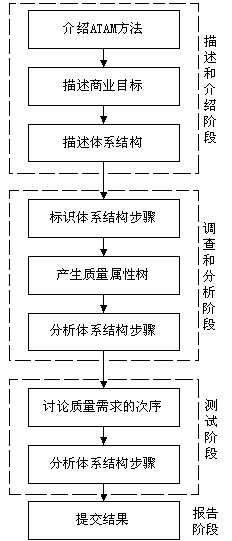 介绍ATAM方法
描述商业目标
描述体系结构
描述和介绍阶段
标识体系结构步骤
产生质量属性树
分析体系结构步骤
调查和分析阶段
讨论质量需求的次序
分析体系结构步骤
测试阶段
提交结果
报告
阶段